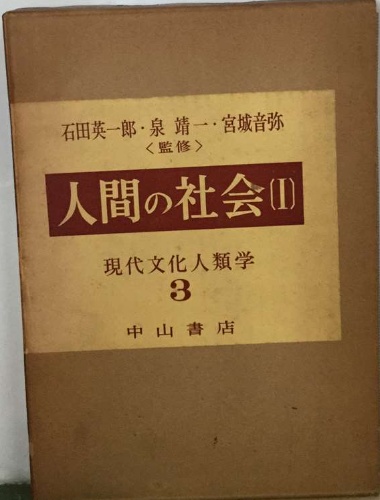 石田英一郎・泉 靖一・宮城音弥
〈監修〉
人間の社会(I)
現代文化人類学
3
中山書店